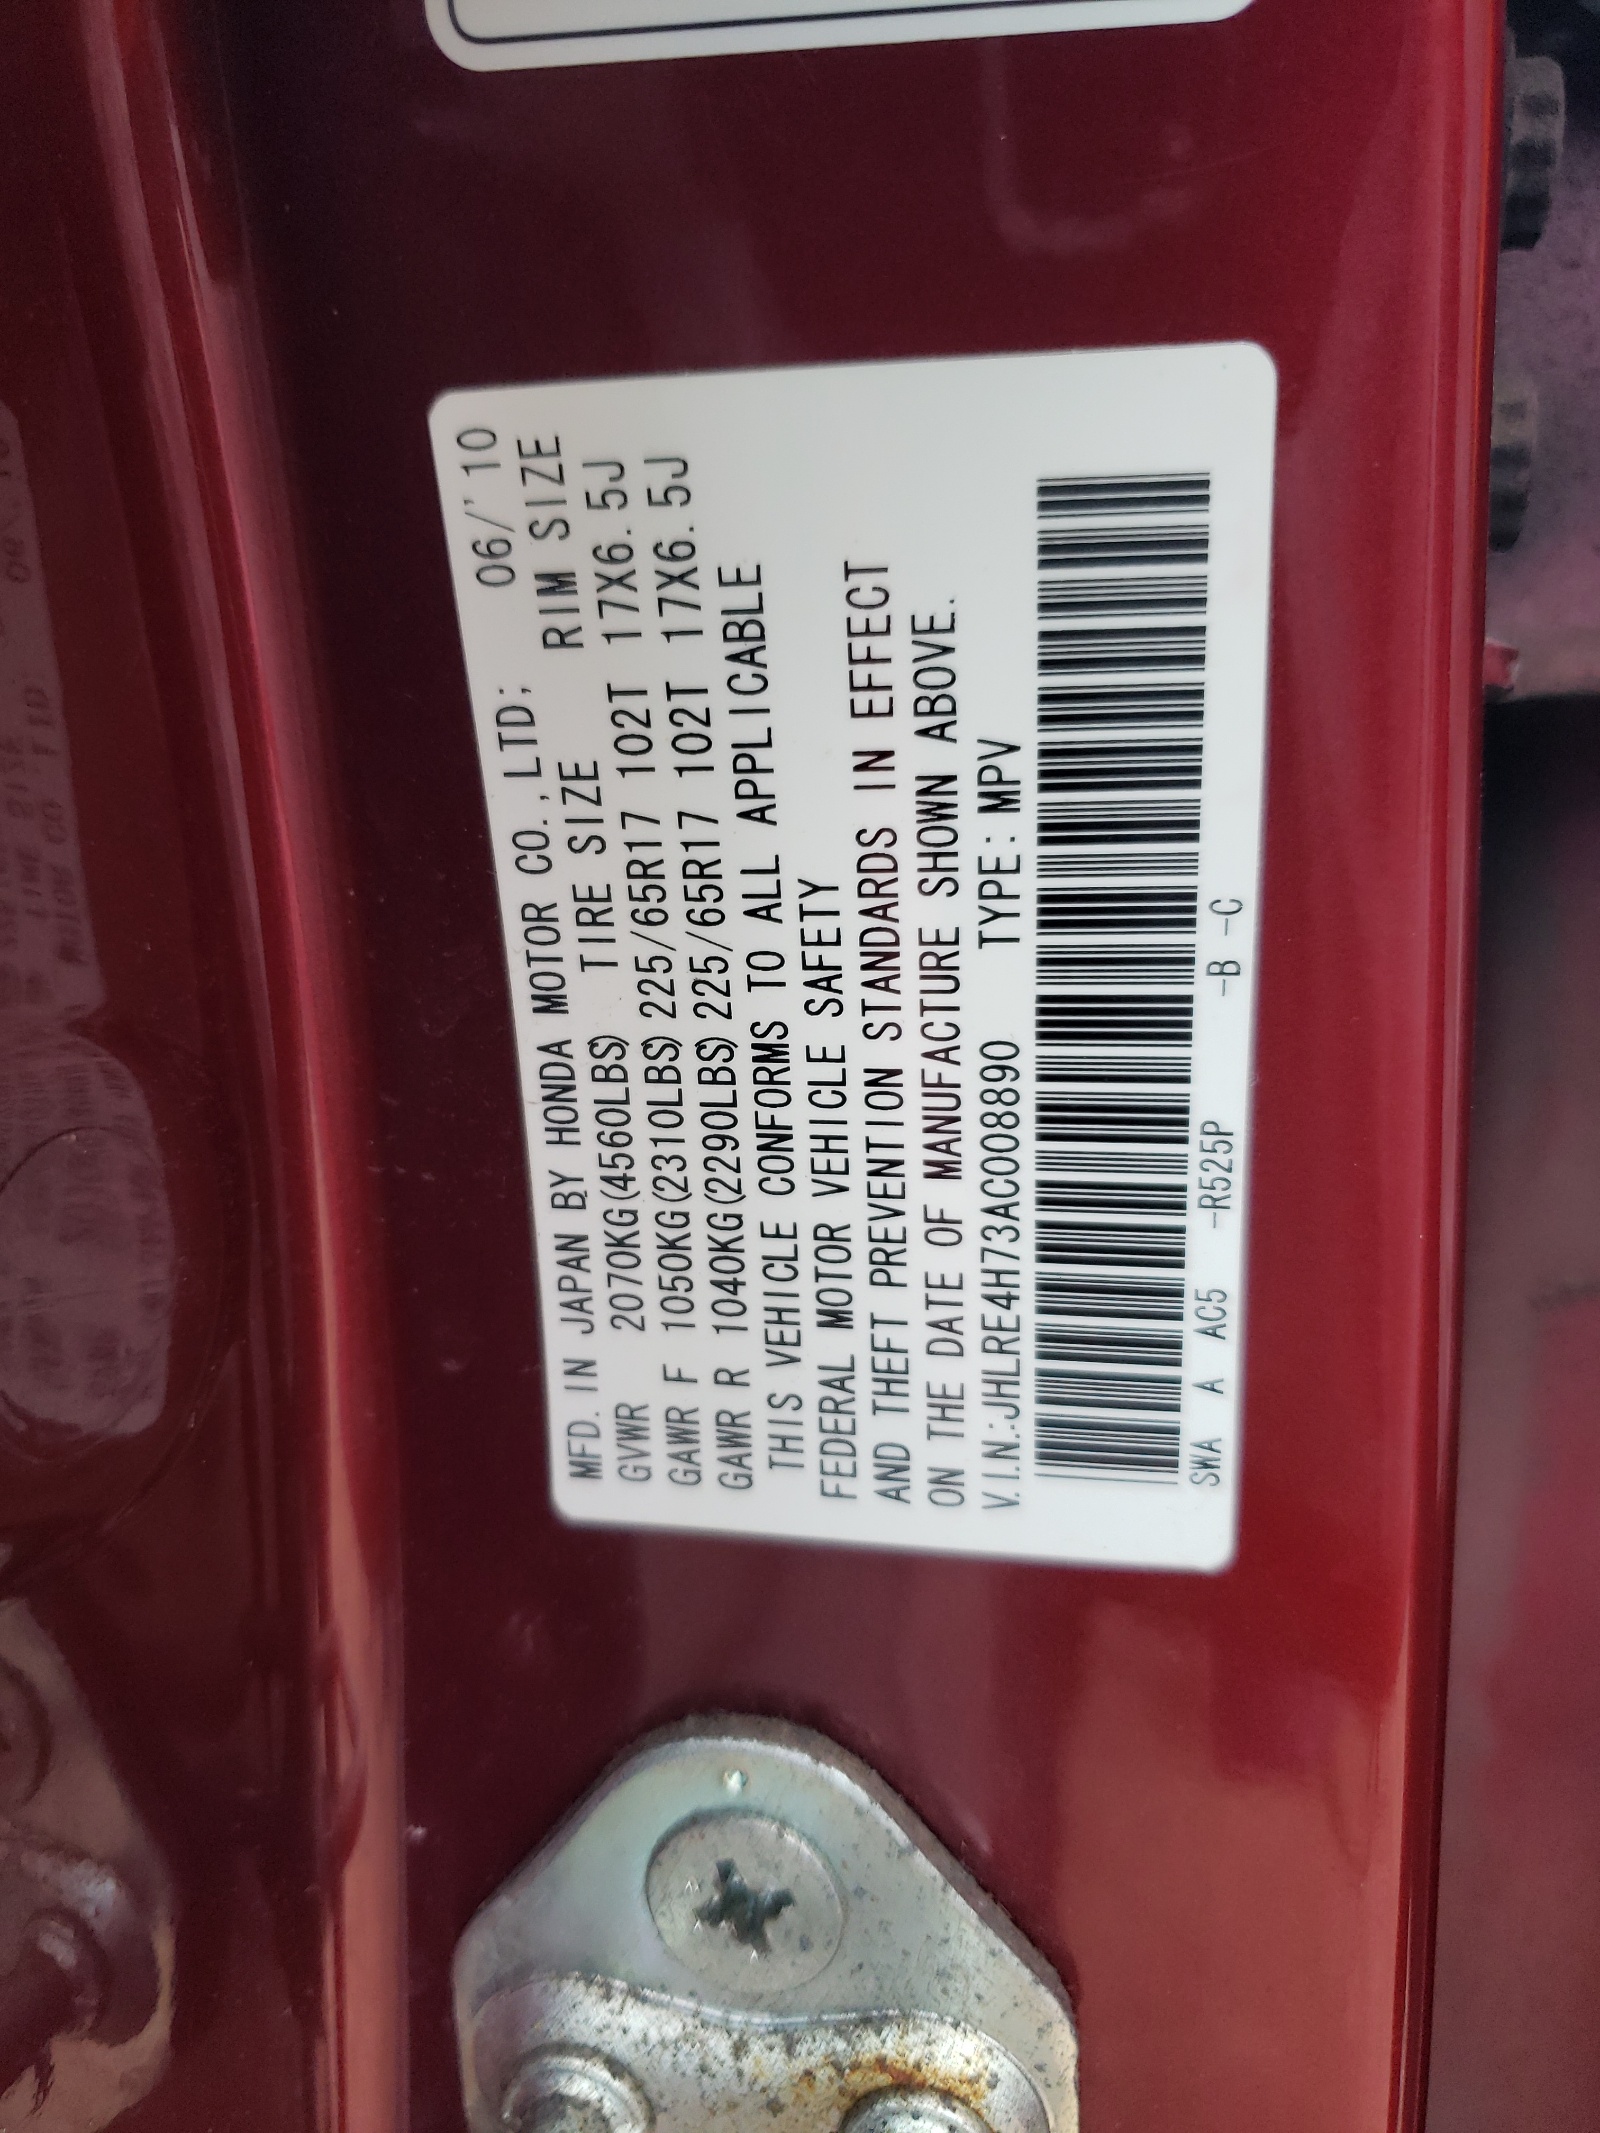 MFD. IN JAPAN BY HONDA MOTOR CO., LTD; 06/'10
GVWR 2070KG(4560LBS) TIRE SIZE RIM SIZE
GAWR F 1050KG(2310LBS) 225/65R17 102T 17X6.5J
GAWR R 1040KG(2290LBS) 225/65R17 102T 17X6.5J
THIS VEHICLE CONFORMS TO ALL APPLICABLE
FEDERAL MOTOR VEHICLE SAFETY
AND THEFT PREVENTION STANDARDS IN EFFECT
ON THE DATE OF MANUFACTURE SHOWN ABOVE.
V.I.N.:JHLRE4H73AC008890 TYPE:MPV
SWA A AC5 -R525P -B -C